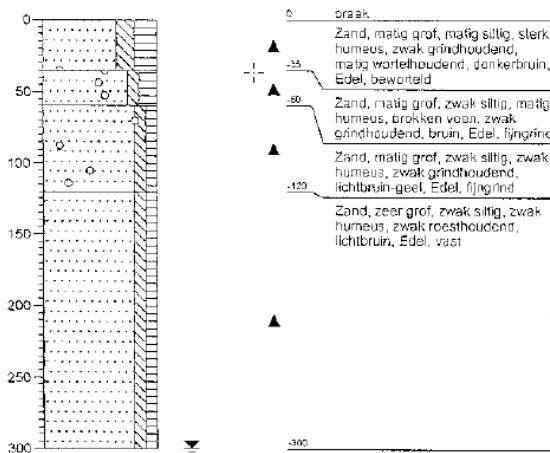 0
50
100
150
200
250
300
0 braak
Zand, matig grof, matig siltig, sterk
humeus, zwak grindhoudend,
matig wortelhoudend, donkerbruin,
Edel, beworteld
-35
Zand, matig grof, zwak siltig, matig
humeus, brokken veen, zwak
grindhoudend, bruin, Edel, fijngrind
-60
Zand, matig grof, zwak siltig, zwak
humeus, zwak grindhoudend,
lichtbruin-geel, Edel, fijngrind
-120
Zand, zeer grof, zwak siltig, zwak
humeus, zwak roesthoudend,
lichtbruin, Edel, vast
-300